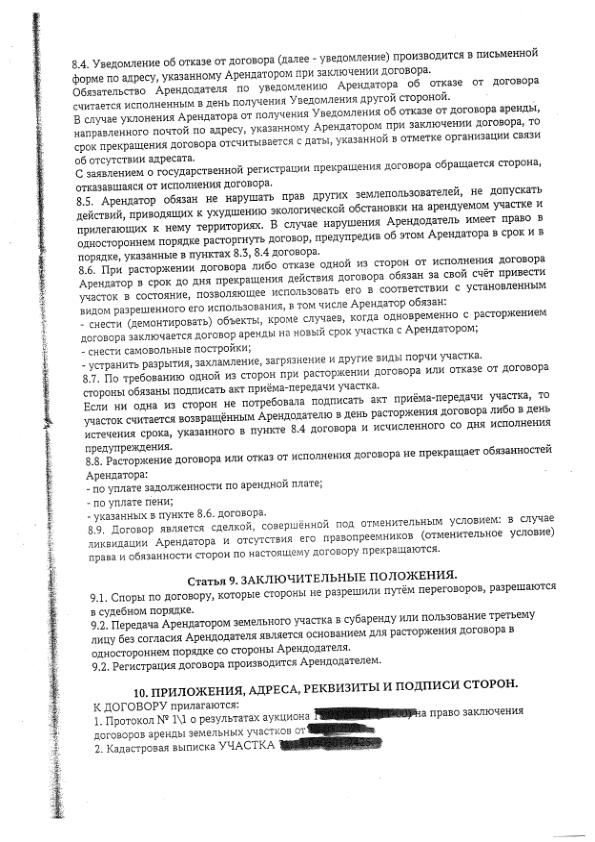 8.4. Уведомление об отказе от договора (далее - уведомление) производится в письменной
форме по адресу, указанному Арендатором при заключении договора.
Обязательство Арендодателя по уведомлению Арендатора об отказе от договора
считается исполненным в день получения Уведомления другой стороной.
В случае уклонения Арендатора от получения Уведомления об отказе от договора аренды,
направленного почтой по адресу, указанному Арендатором при заключении договора, то
срок прекращения договора отсчитывается с даты, указанной в отметке организации связи
об отсутствии адресата.
С заявлением о государственной регистрации прекращения договора обращается сторона,
отказавшаяся от исполнения договора.
8.5. Арендатор обязан не нарушать прав других землепользователей, не допускать
действий, приводящих к ухудшению экологической обстановки на арендуемом участке и
прилегающих к нему территориях. В случае нарушения Арендодатель имеет право в
одностороннем порядке расторгнуть договор, предупредив об этом Арендатора в срок и в
порядке, указанные в пунктах 8.3, 8.4 договора.
8.6. При расторжении договора либо отказе одной из сторон от исполнения договора
Арендатор в срок до дня прекращения действия договора обязан за свой счёт привести
участок в состояние, позволяющее использовать его в соответствии с установленным
видом разрешенного его использования, в том числе Арендатор обязан:
- снести (демонтировать) объекты, кроме случаев, когда одновременно с расторжением
договора заключается договор аренды на новый срок участка с Арендатором;
- снести самовольные постройки;
- устранить разрытия, захламление, загрязнение и другие виды порчи участка.
8.7. По требованию одной из сторон при расторжении договора или отказе от договора
стороны обязаны подписать акт приёма-передачи участка.
Если ни одна из сторон не потребовала подписать акт приёма-передачи участка, то
участок считается возвращённым Арендодателю в день расторжения договора либо в день
истечения срока, указанного в пункте 8.4 договора и исчисленного со дня исполнения
предупреждения.
8.8. Расторжение договора или отказ от исполнения договора не прекращает обязанностей
Арендатора:
- по уплате задолженности по арендной плате;
- по уплате пени;
- указанных в пункте 8.6. договора.
8.9. Договор является сделкой, совершённой под отменительным условием: в случае
ликвидации Арендатора и отсутствия его правопреемников (отменительное условие)
права и обязанности сторон по настоящему договору прекращаются.
Статья 9. ЗАКЛЮЧИТЕЛЬНЫЕ ПОЛОЖЕНИЯ.
9.1. Споры по договору, которые стороны не разрешили путём переговоров, разрешаются
в судебном порядке.
9.2. Передача Арендатором земельного участка в субаренду или пользование третьему
лицу без согласия Арендодателя является основанием для расторжения договора в
одностороннем порядке со стороны Арендодателя.
9.2. Регистрация договора производится Арендодателем.
10. ПРИЛОЖЕНИЯ, АДРЕСА, РЕКВИЗИТЫ И ПОДПИСИ СТОРОН.
К ДОГОВОРУ прилагаются:
1. Протокол № 1\1 о результатах аукциона на право заключения
договоров аренды земельных участков от
2. Кадастровая выписка УЧАСТКА